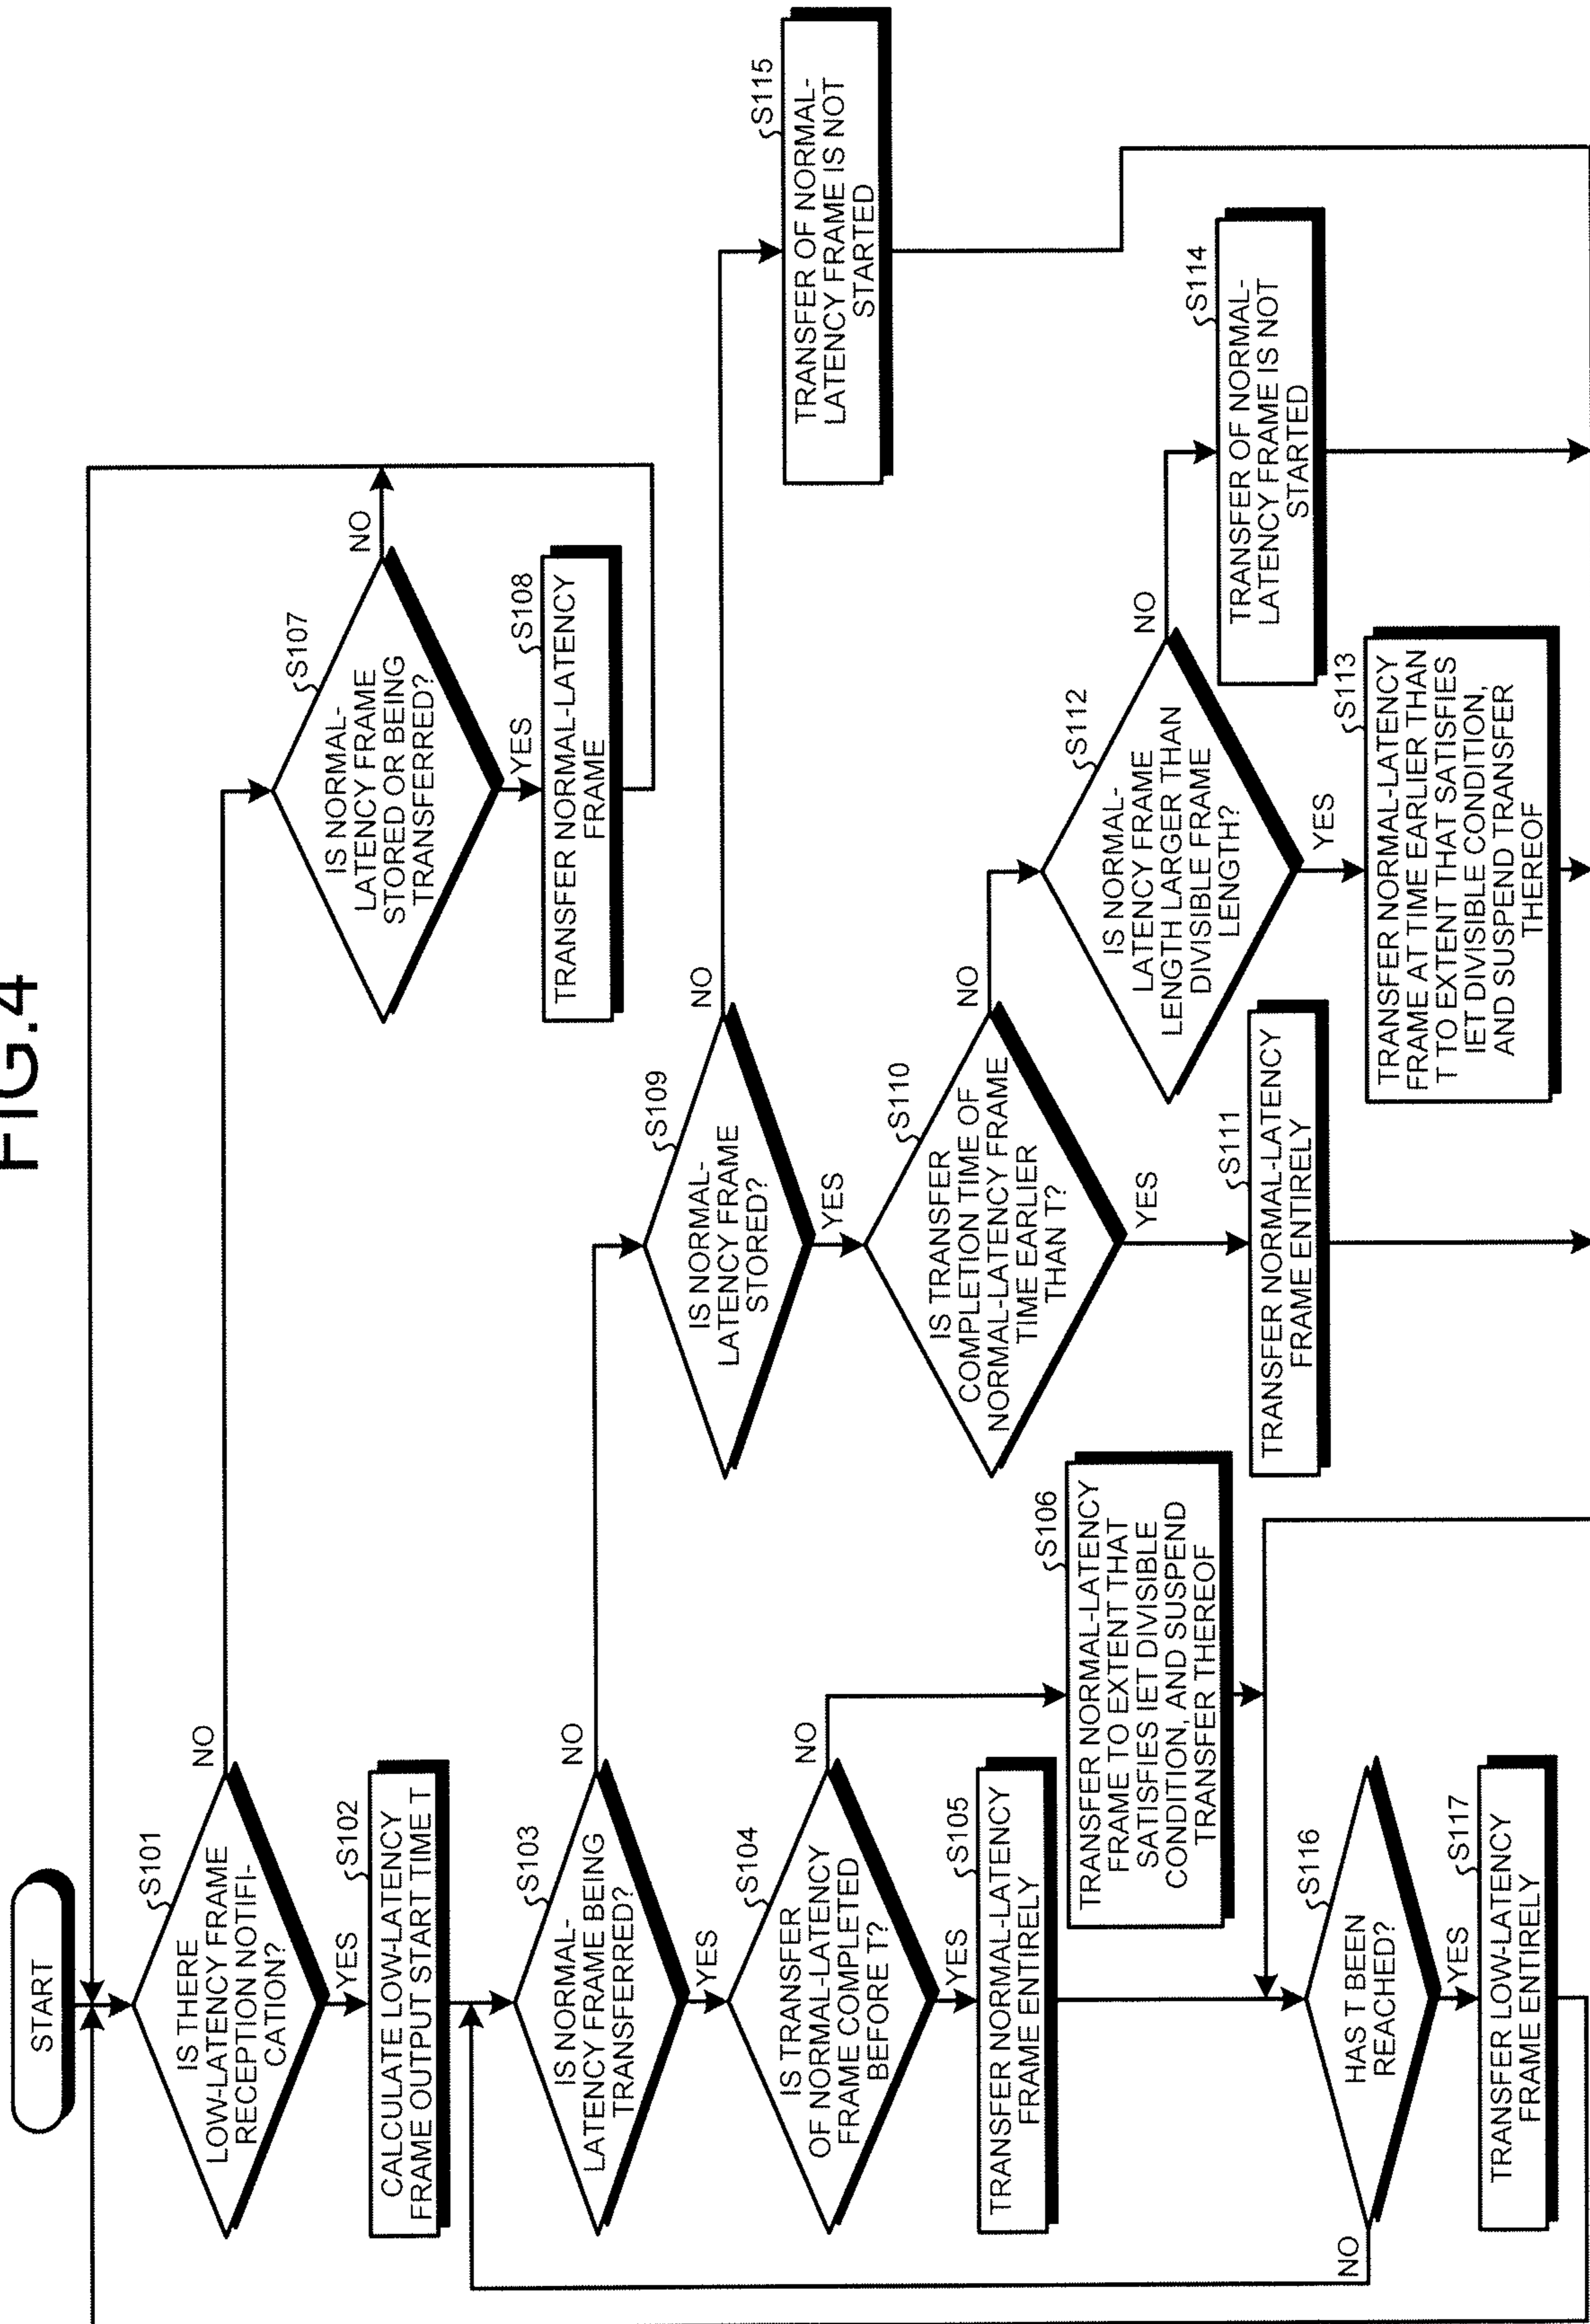 FIG.4
START
S101
IS THERE
LOW-LATENCY FRAME
RECEPTION NOTIFI-
CATION?
NO
YES
S102
CALCULATE LOW-LATENCY
FRAME OUTPUT START TIME T
S103
IS NORMAL-
LATENCY FRAME BEING
TRANSFERRED?
NO
YES
S104
IS TRANSFER
OF NORMAL-LATENCY
FRAME COMPLETED
BEFORE T?
NO
YES
S105
TRANSFER NORMAL-LATENCY
FRAME ENTIRELY
S106
TRANSFER NORMAL-LATENCY
FRAME TO EXTENT THAT
SATISFIES IET DIVISIBLE
CONDITION, AND SUSPEND
TRANSFER THEREOF
S107
IS NORMAL-
LATENCY FRAME
STORED OR BEING
TRANSFERRED?
NO
YES
S108
TRANSFER NORMAL-LATENCY
FRAME
S109
IS NORMAL-
LATENCY FRAME
STORED?
NO
YES
S110
IS TRANSFER
COMPLETION TIME OF
NORMAL-LATENCY FRAME
TIME EARLIER
THAN T?
NO
YES
S111
TRANSFER NORMAL-LATENCY
FRAME ENTIRELY
S112
IS NORMAL-
LATENCY FRAME
LENGTH LARGER THAN
DIVISIBLE FRAME
LENGTH?
NO
YES
S113
TRANSFER NORMAL-LATENCY
FRAME AT TIME EARLIER THAN
T TO EXTENT THAT SATISFIES
IET DIVISIBLE CONDITION,
AND SUSPEND TRANSFER
THEREOF
S114
TRANSFER OF NORMAL-
LATENCY FRAME IS NOT
STARTED
S115
TRANSFER OF NORMAL-
LATENCY FRAME IS NOT
STARTED
S116
HAS T BEEN
REACHED?
NO
YES
S117
TRANSFER LOW-LATENCY
FRAME ENTIRELY